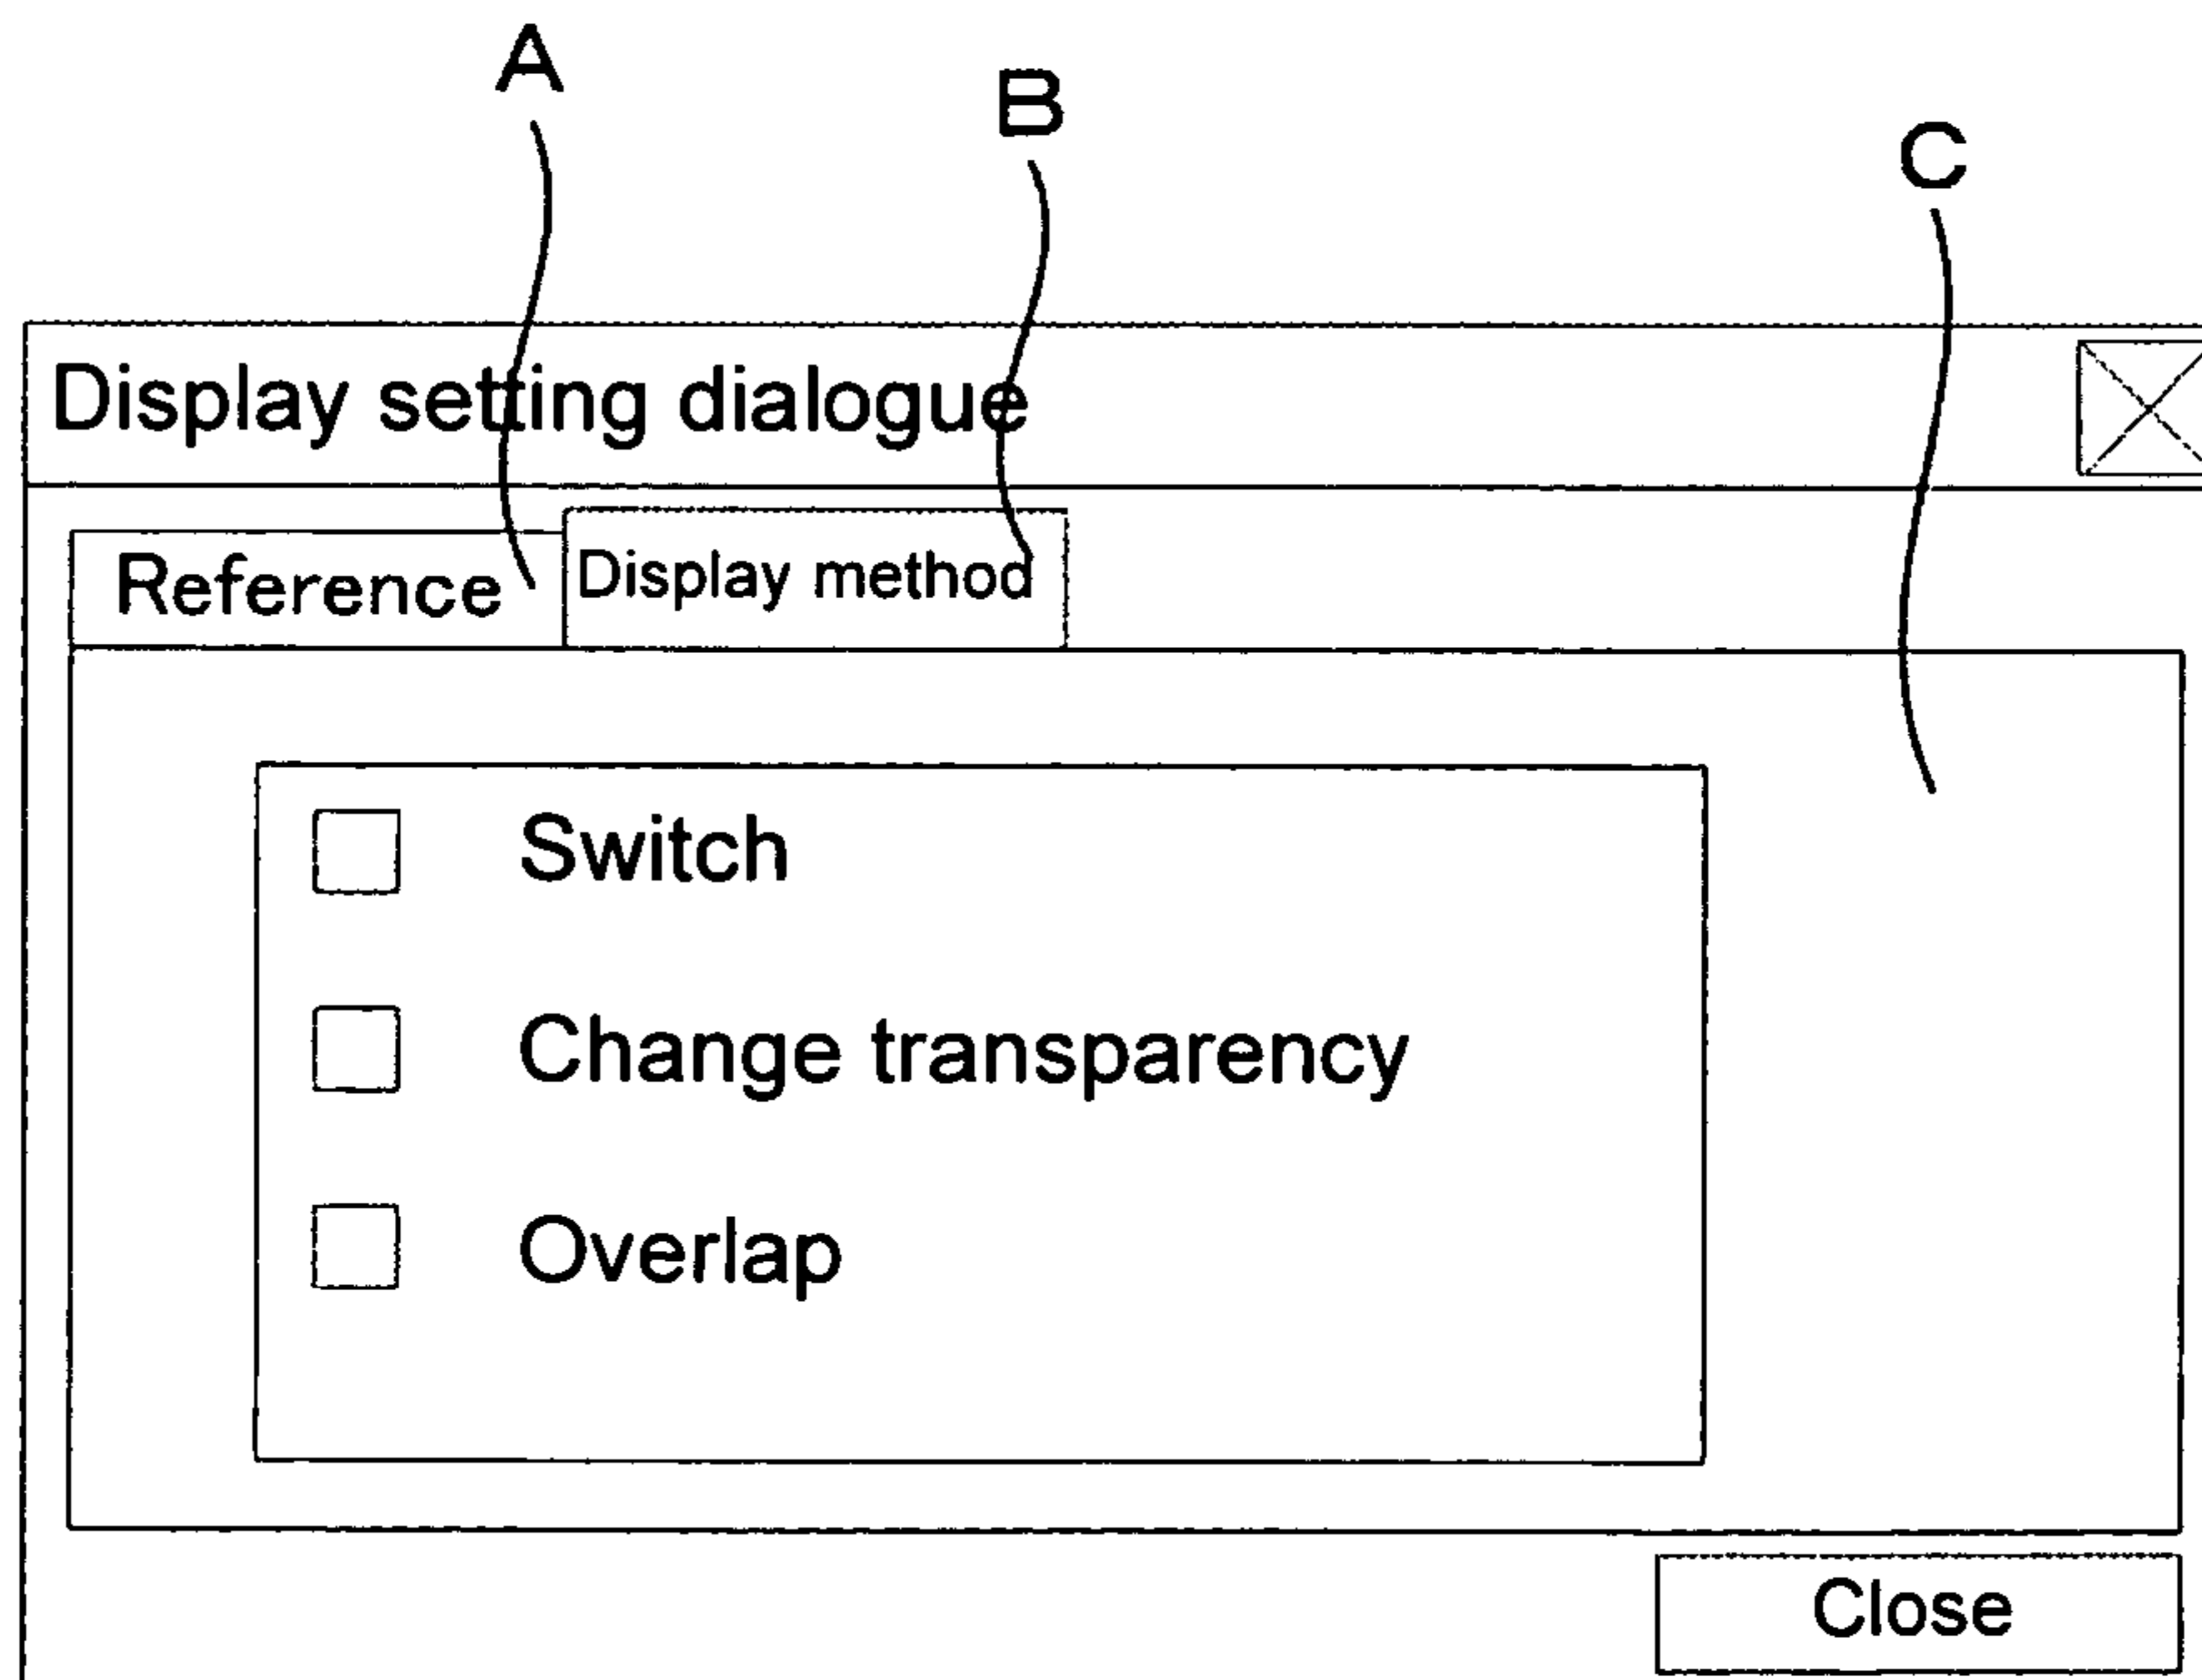 A
B
C
Display setting dialogue
Reference
Display method
Switch
Change transparency
Overlap
Close